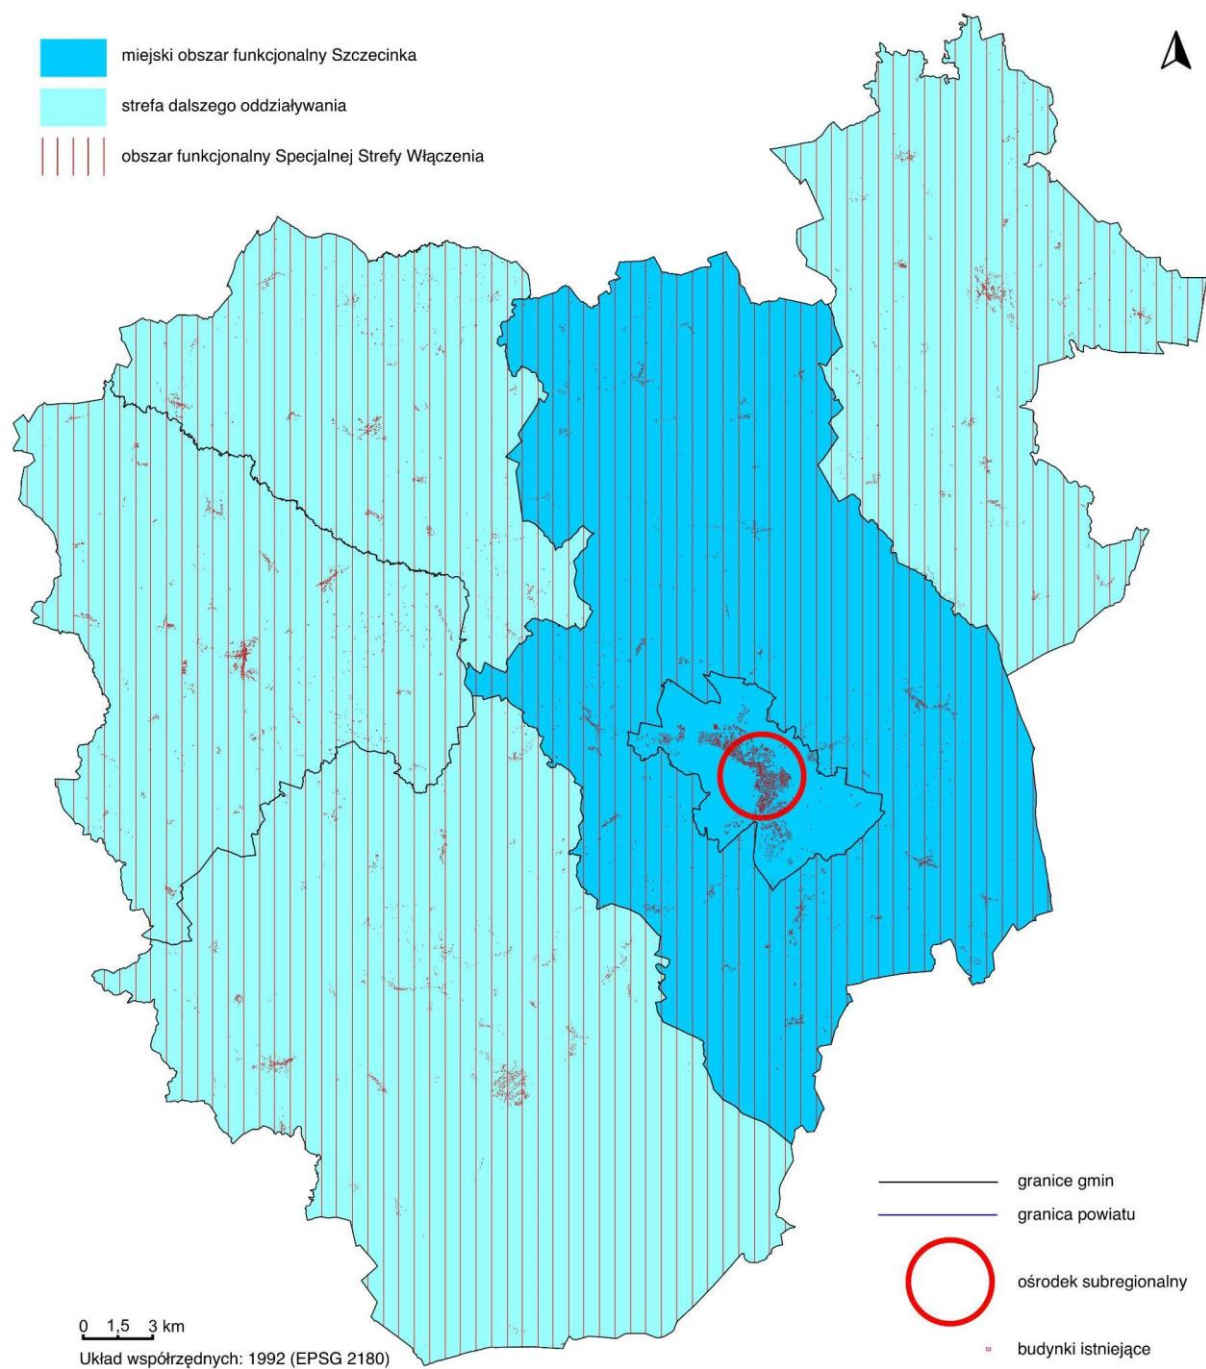 miejski obszar funkcjonalny Szczecinka
strefa dalszego oddziaływania
obszar funkcjonalny Specjalnej Strefy Włączenia
granice gmin
granica powiatu
ośrodek subregionalny
budynki istniejące
0 1,5 3 km
Układ współrzędnych: 1992 (EPSG 2180)